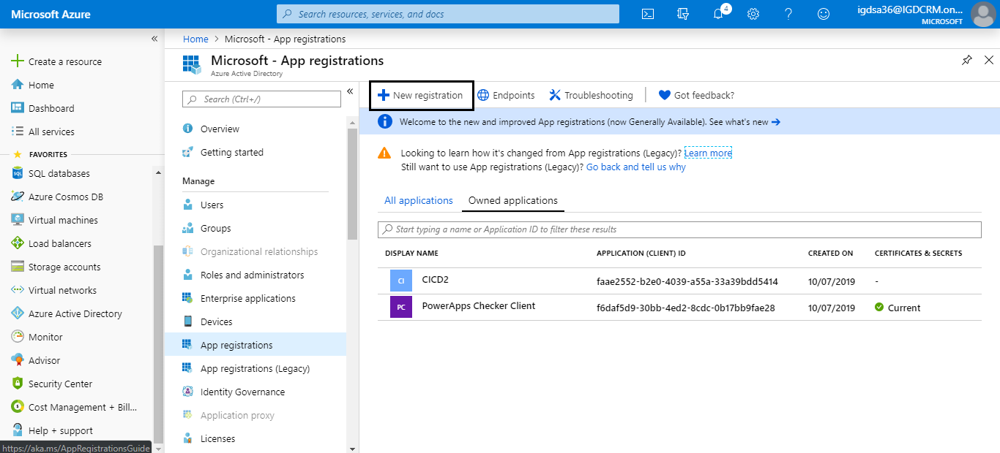 Microsoft Azure
Search resources, services, and docs
4
igdsa36@IGDCRM.on...
MICROSOFT
«
Create a resource
Home
Dashboard
All services
FAVORITES
SQL databases
Azure Cosmos DB
Virtual machines
Load balancers
Storage accounts
Virtual networks
Azure Active Directory
Monitor
Advisor
Security Center
Cost Management + Bill...
Help + support
https://aka.ms/AppRegistrationsGuide
Home > Microsoft - App registrations
Microsoft - App registrations
Azure Active Directory
Search (Ctrl+/)
«
Overview
Getting started
Manage
Users
Groups
Organizational relationships
Roles and administrators
Enterprise applications
Devices
App registrations
App registrations (Legacy)
Identity Governance
Application proxy
Licenses
New registration Endpoints Troubleshooting Got feedback?
Welcome to the new and improved App registrations (now Generally Available). See what's new →
Looking to learn how it's changed from App registrations (Legacy)? Learn more
Still want to use App registrations (Legacy)? Go back and tell us why
All applications Owned applications
Start typing a name or Application ID to filter these results
DISPLAY NAME APPLICATION (CLIENT) ID CREATED ON CERTIFICATES & SECRETS
CI CICD2 faae2552-b2e0-4039-a55a-33a39bdd5414 10/07/2019 -
PC PowerApps Checker Client f6daf5d9-30bb-4ed2-8cdc-0b17bb9fae28 10/07/2019 Current